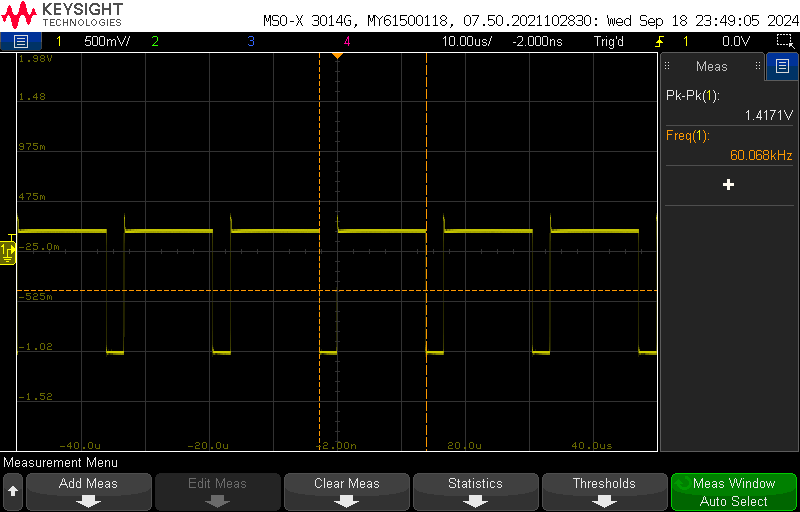 KEYSIGHT
TECHNOLOGIES
MSO-X 3014G, MY61500118, 07.50.2021102830: Wed Sep 18 23:49:05 2024
1 500mV/ 2 3 4 10.00us/ -2.000ns Trig'd 1 0.0V
1.98V
1.48
975m
475m
-25.0m
-525m
-1.02
-1.52
-40.0u -20.0u -2.00n 20.0u 40.0us
T
1
Meas
Pk-Pk(1):
1.4171V
Freq(1):
60.068kHz
+
Measurement Menu
Add Meas
Edit Meas
Clear Meas
Statistics
Thresholds
Meas Window
Auto Select